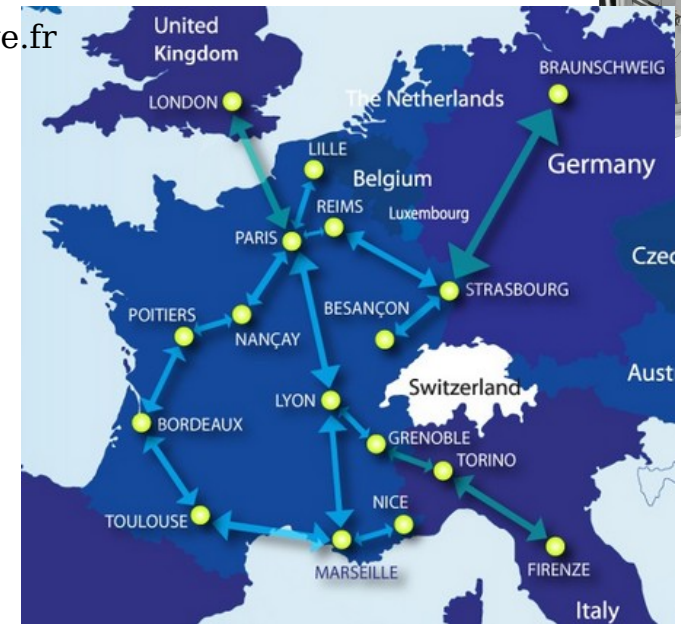 e.fr
United
Kingdom
BRAUNSCHWEIG
LONDON
The Netherlands
LILLE
Germany
Belgium
REIMS
Luxembourg
PARIS
Czec
STRASBOURG
BESANÇON
POITIERS
NANÇAY
Aust
Switzerland
LYON
BORDEAUX
GRENOBLE
TORINO
NICE
TOULOUSE
MARSEILLE
FIRENZE
Italy